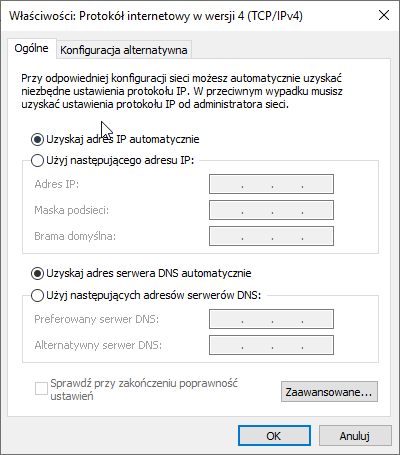 Właściwości: Protokół internetowy w wersji 4 (TCP/IPv4)
Ogólne
Konfiguracja alternatywna
Przy odpowiedniej konfiguracji sieci możesz automatycznie uzyskać
niezbędne ustawienia protokołu IP. W przeciwnym wypadku musisz
uzyskać ustawienia protokołu IP od administratora sieci.
Uzyskaj adres IP automatycznie
Użyj następującego adresu IP:
Adres IP:
Maska podsieci:
Brama domyślna:
Uzyskaj adres serwera DNS automatycznie
Użyj następujących adresów serwerów DNS:
Preferowany serwer DNS:
Alternatywny serwer DNS:
Sprawdź przy zakończeniu poprawność
ustawień
Zaawansowane...
OK
Anuluj